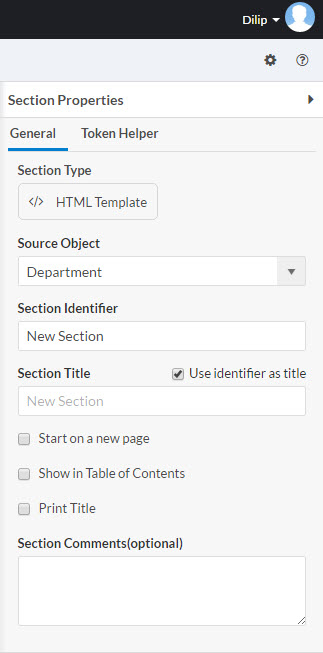 Dilip
Section Properties
General Token Helper
Section Type
</> HTML Template
Source Object
Department
Section Identifier
New Section
Section Title Use identifier as title
New Section
Start on a new page
Show in Table of Contents
Print Title
Section Comments(optional)